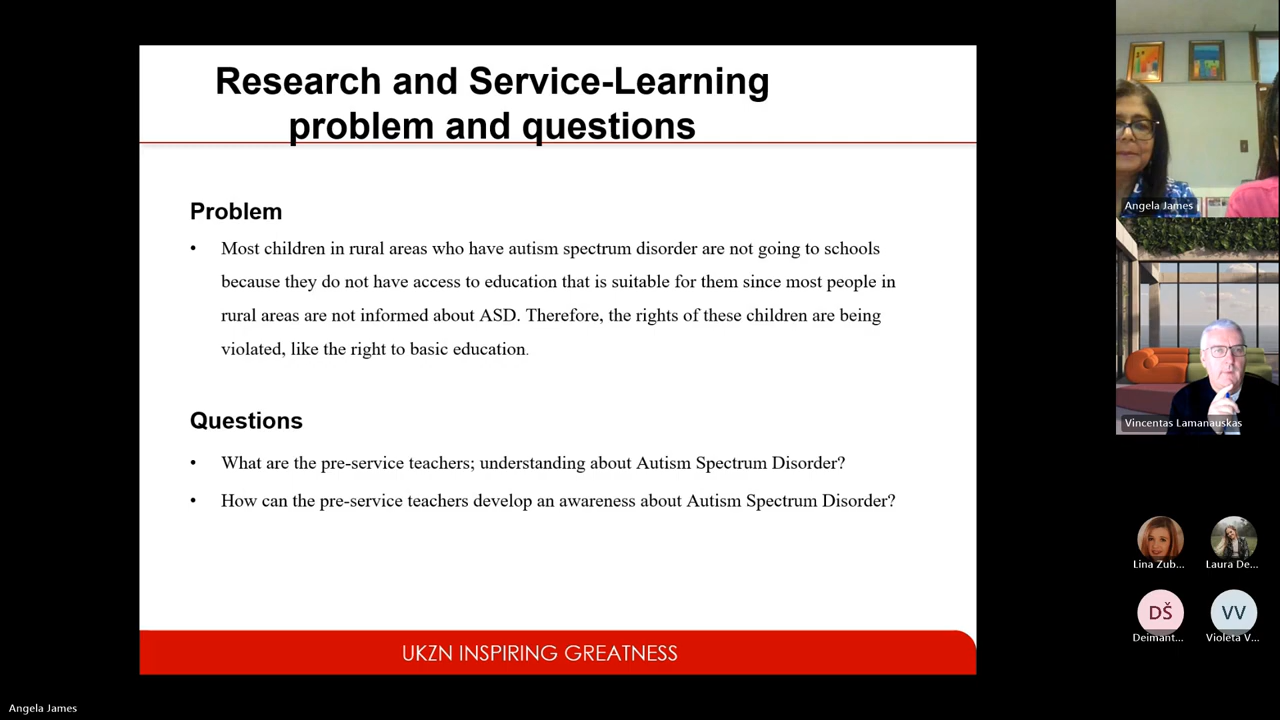 Research and Service-Learning
problem and questions
Problem
• Most children in rural areas who have autism spectrum disorder are not going to schools
because they do not have access to education that is suitable for them since most people in
rural areas are not informed about ASD. Therefore, the rights of these children are being
violated, like the right to basic education.
Questions
• What are the pre-service teachers; understanding about Autism Spectrum Disorder?
• How can the pre-service teachers develop an awareness about Autism Spectrum Disorder?
UKZN INSPIRING GREATNESS
Angela James
Vincentas Lamanauskas
Lina Zub...
Laura De...
DŠ
VV
Deimant...
Violeta V...
Angela James